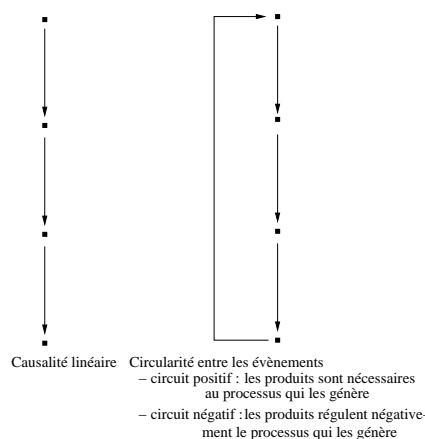 Causalité linéaire
Circularité entre les évènements
– circuit positif : les produits sont nécessaires
au processus qui les génère
– circuit négatif : les produits régulent négative-
ment le processus qui les génère